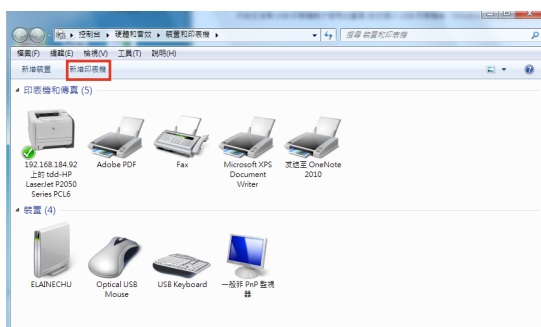 控制台 ▸ 硬體和音效 ▸ 裝置和印表機 ▸
搜尋 裝置和印表機
檔案(F) 編輯(E) 檢視(V) 工具(T) 說明(H)
新增裝置 新增印表機
印表機和傳真 (5)
192.168.184.92
上的 tdd-HP
LaserJet P2050
Series PCL6
Adobe PDF
Fax
Microsoft XPS
Document
Writer
发送至 OneNote
2010
裝置 (4)
ELAINECHU
Optical USB
Mouse
USB Keyboard
一般非 PnP 監視
器